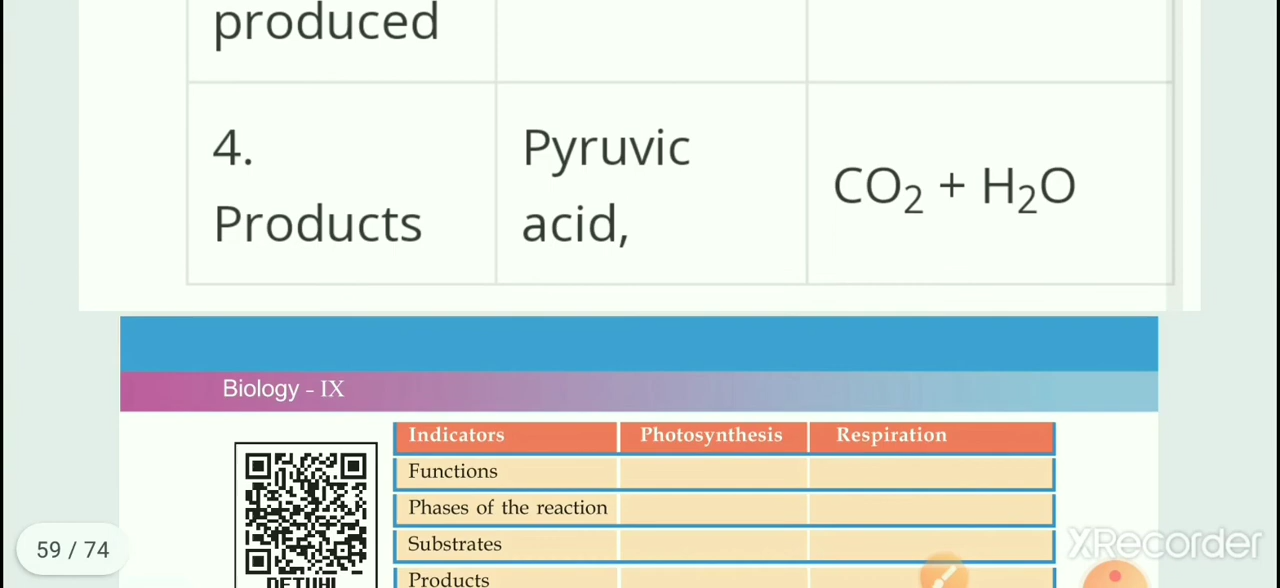 produced
4.
Products
Pyruvic
acid,
CO₂ + H₂O
Biology - IX
Indicators Photosynthesis Respiration
Functions
Phases of the reaction
Substrates
Products
59 / 74
XRecorder